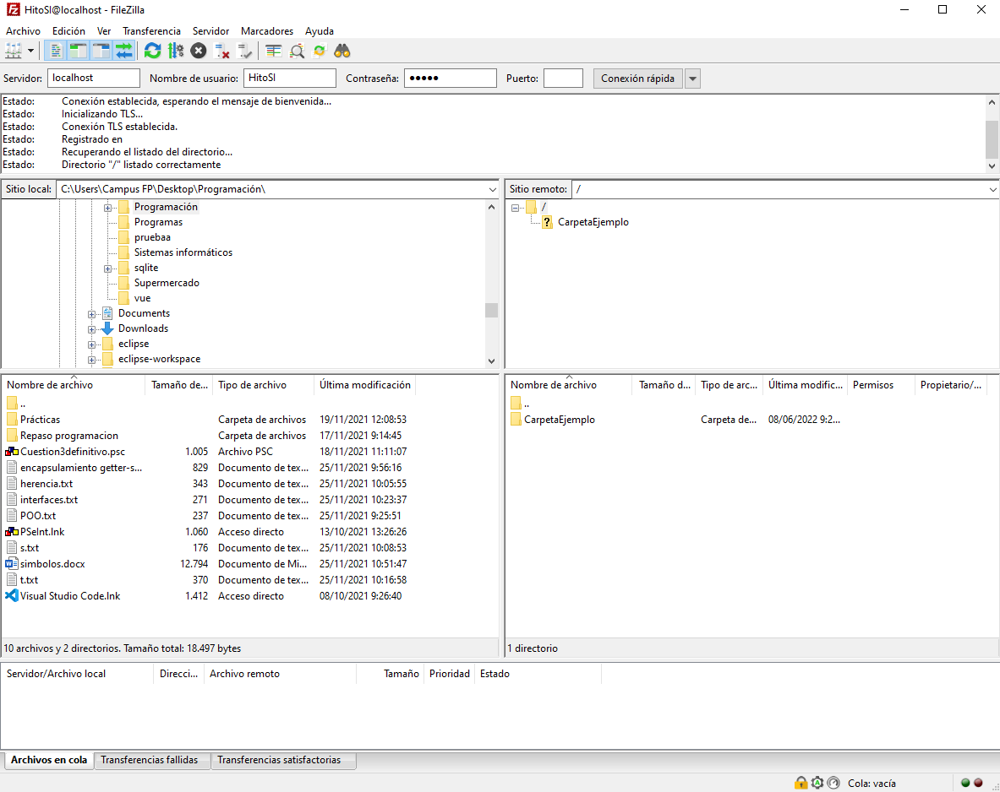 HitoSI@localhost - FileZilla
Archivo Edición Ver Transferencia Servidor Marcadores Ayuda
Servidor: localhost Nombre de usuario: HitoSI Contraseña: ●●●●● Puerto: Conexión rápida
Estado: Conexión establecida, esperando el mensaje de bienvenida...
Estado: Inicializando TLS...
Estado: Conexión TLS establecida.
Estado: Registrado en
Estado: Recuperando el listado del directorio...
Estado: Directorio "/" listado correctamente
Sitio local: C:\Users\Campus FP\Desktop\Programación\
Programación
Programas
pruebaa
Sistemas informáticos
sqlite
Supermercado
vue
Documents
Downloads
eclipse
eclipse-workspace
Sitio remoto: /
/
? CarpetaEjemplo
Nombre de archivo Tamaño de... Tipo de archivo Última modificación
..
Prácticas Carpeta de archivos 19/11/2021 12:08:53
Repaso programacion Carpeta de archivos 17/11/2021 9:14:45
Cuestion3definitivo.psc 1.005 Archivo PSC 18/11/2021 11:11:07
encapsulamiento getter-s... 829 Documento de tex... 25/11/2021 9:56:16
herencia.txt 343 Documento de tex... 25/11/2021 10:05:55
interfaces.txt 271 Documento de tex... 25/11/2021 10:23:37
POO.txt 237 Documento de tex... 25/11/2021 9:25:51
PSeInt.lnk 1.060 Acceso directo 13/10/2021 13:26:26
s.txt 176 Documento de tex... 25/11/2021 10:08:53
simbolos.docx 12.794 Documento de Mi... 25/11/2021 10:51:47
t.txt 370 Documento de tex... 25/11/2021 10:16:58
Visual Studio Code.lnk 1.412 Acceso directo 08/10/2021 9:26:40
10 archivos y 2 directorios. Tamaño total: 18.497 bytes
Nombre de archivo Tamaño d... Tipo de arc... Última modific... Permisos Propietario/...
..
CarpetaEjemplo Carpeta de... 08/06/2022 9:2...
1 directorio
Servidor/Archivo local Direcci... Archivo remoto Tamaño Prioridad Estado
Archivos en cola Transferencias fallidas Transferencias satisfactorias
Cola: vacía